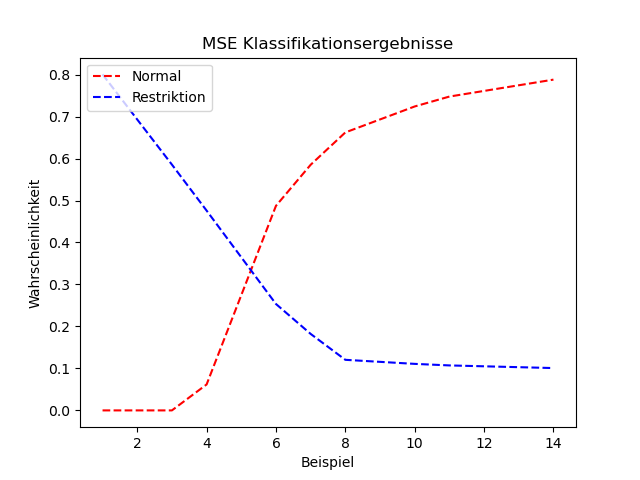 MSE Klassifikationsergebnisse
Normal
Restriktion
Wahrscheinlichkeit
0.8
0.7
0.6
0.5
0.4
0.3
0.2
0.1
0.0
2 4 6 8 10 12 14
Beispiel